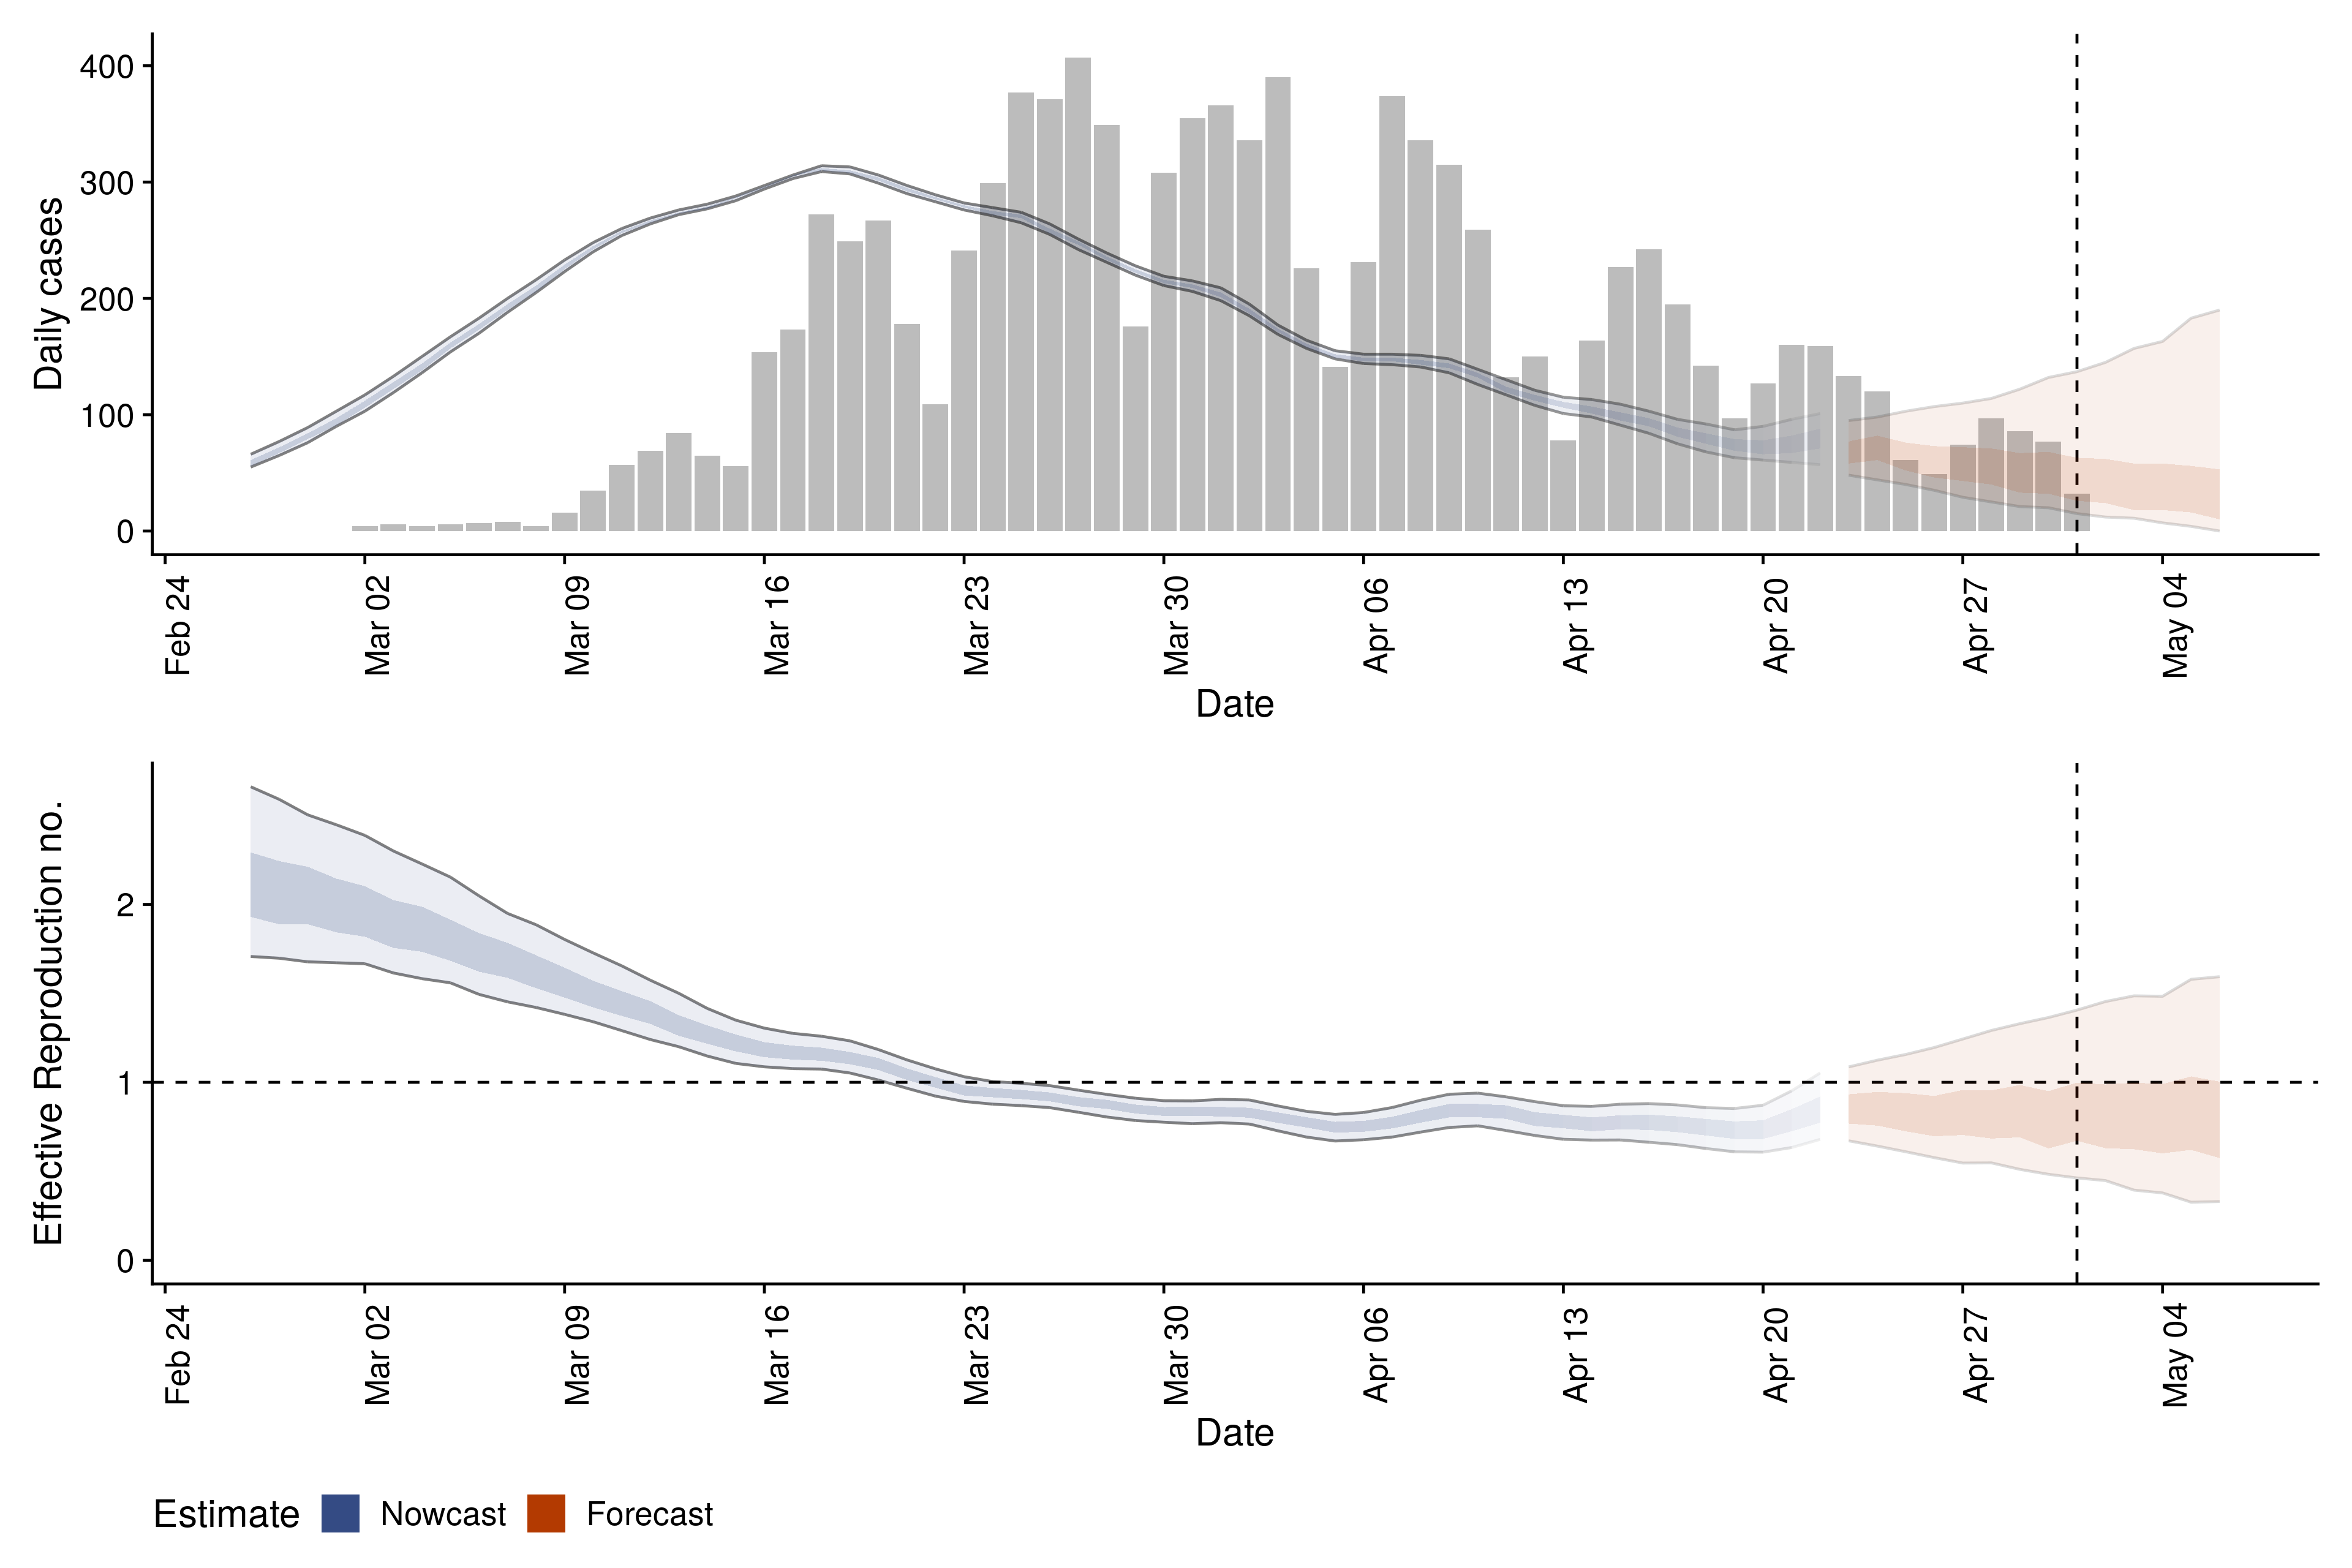 400
300
200
100
0
Daily cases
Feb 24
Mar 02
Mar 09
Mar 16
Mar 23
Mar 30
Apr 06
Apr 13
Apr 20
Apr 27
May 04
Date
2
1
0
Effective Reproduction no.
Feb 24
Mar 02
Mar 09
Mar 16
Mar 23
Mar 30
Apr 06
Apr 13
Apr 20
Apr 27
May 04
Date
Estimate Nowcast Forecast